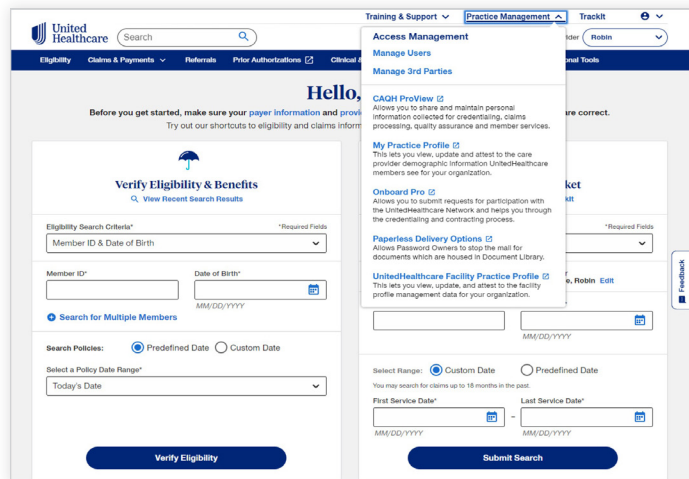 Training & Support
Practice Management
TrackIt
United
Healthcare
Search
Access Management
Robin
Manage Users
Manage 3rd Parties
Eligibility
Claims & Payments
Referrals
Prior Authorizations
Clinical &
onal Tools
Hello,
Before you get started, make sure your payer information and provi
are correct.
Try out our shortcuts to eligibility and claims inform
CAQH ProView
Allows you to share and maintain personal
information collected for credentialing, claims
processing, quality assurance and member services.
My Practice Profile
This lets you view, update and attest to the care
provider demographic information UnitedHealthcare
members see for your organization.
Onboard Pro
Allows you to submit requests for participation with
the UnitedHealthcare Network and helps you through
the credentialing and contracting process.
Paperless Delivery Options
Allows Password Owners to stop the mail for
documents which are housed in Document Library.
UnitedHealthcare Facility Practice Profile
This lets you view, update, and attest to the facility
profile management data for your organization.
Verify Eligibility & Benefits
View Recent Search Results
Eligibility Search Criteria*
*Required Fields
Member ID & Date of Birth
Member ID*
Date of Birth*
MM/DD/YYYY
Search for Multiple Members
Search Policies:
Predefined Date
Custom Date
Select a Policy Date Range*
Today's Date
Verify Eligibility
ket
*Required Fields
e, Robin Edit
MM/DD/YYYY
Select Range:
Custom Date
Predefined Date
You may search for claims up to 18 months in the past.
First Service Date*
Last Service Date*
–
MM/DD/YYYY
MM/DD/YYYY
Submit Search
Feedback